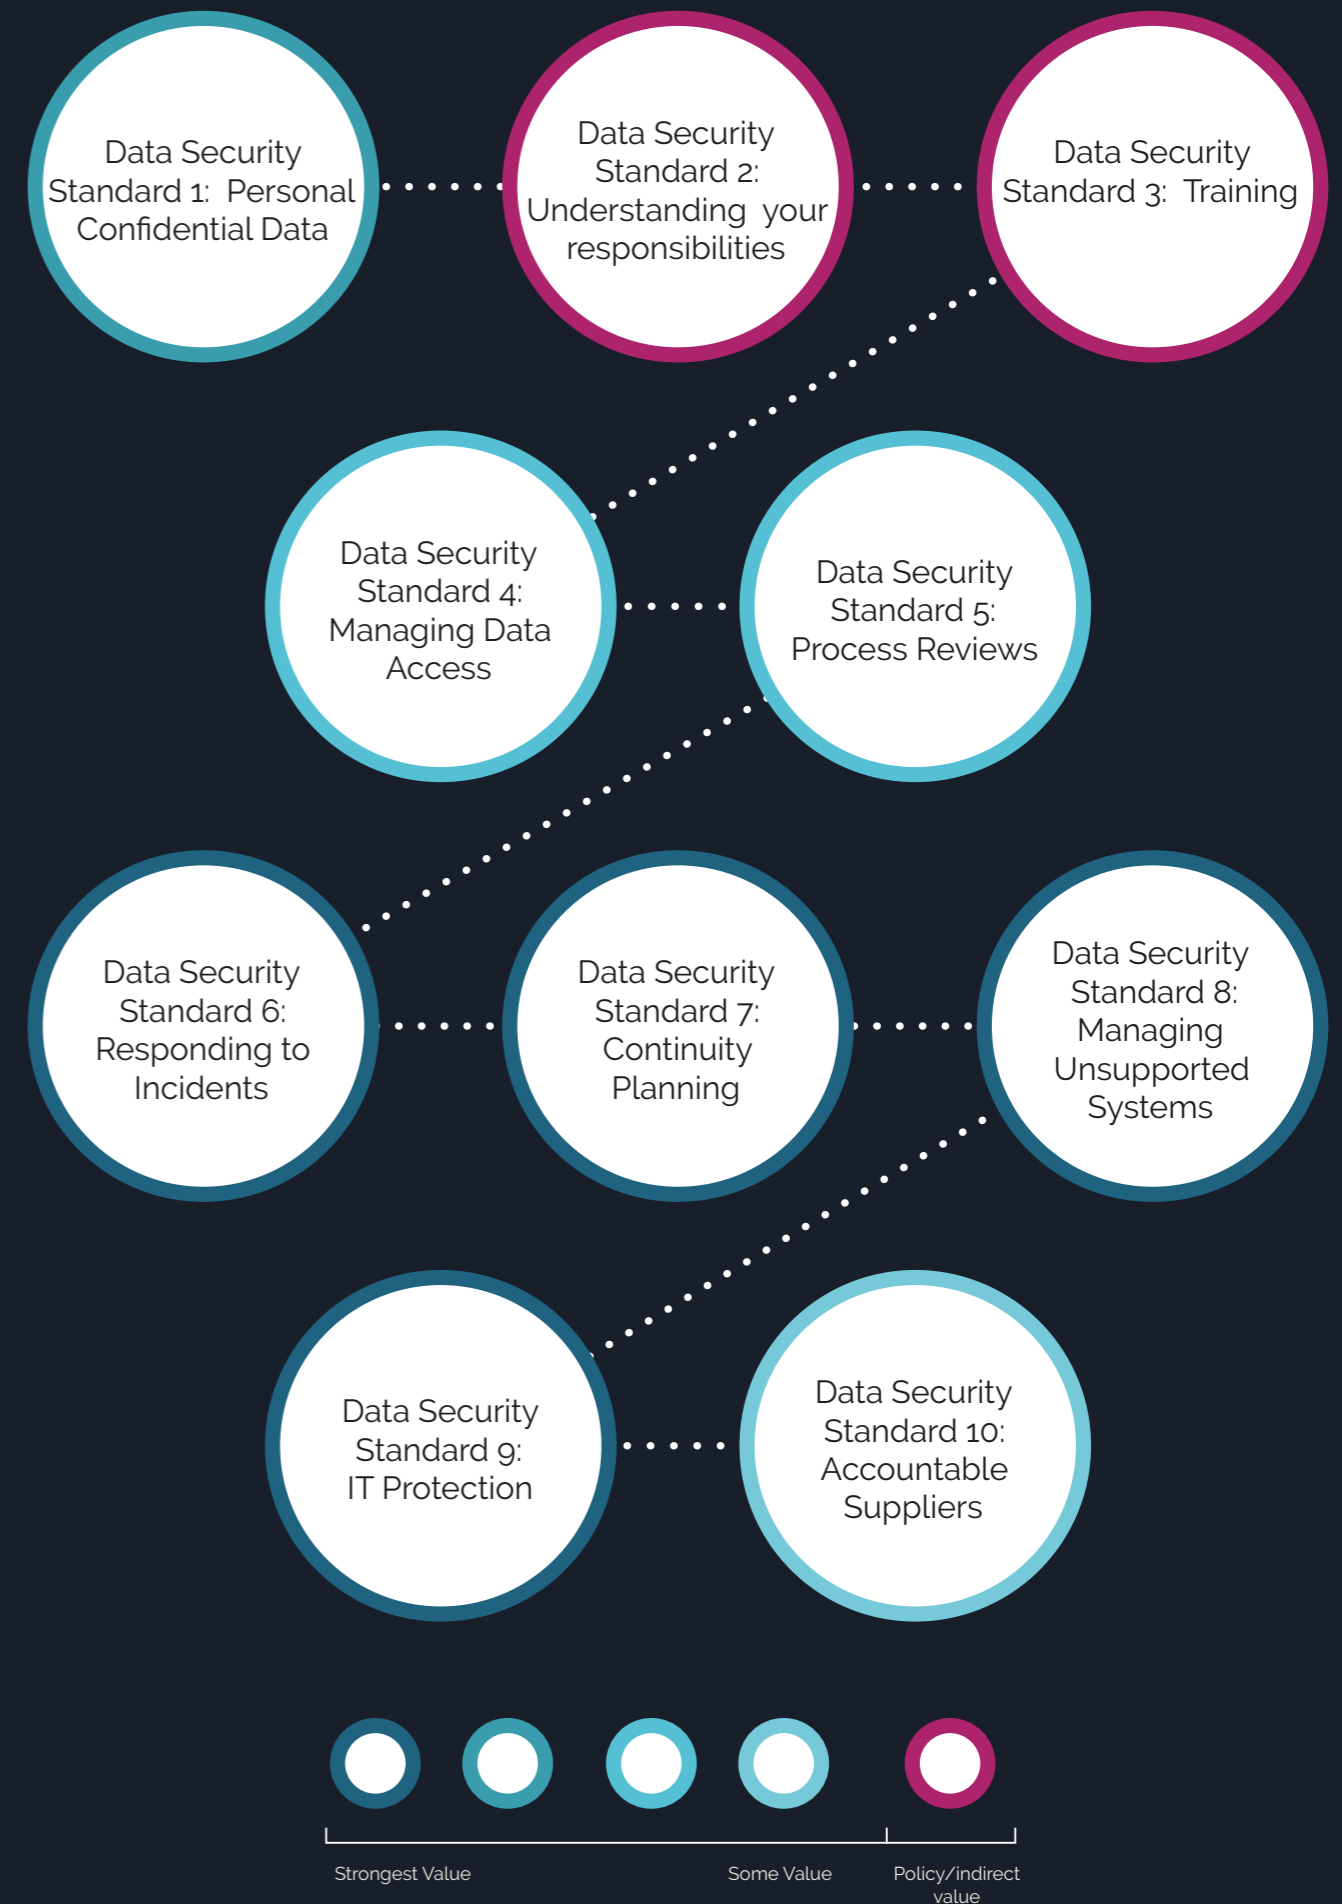 Data Security
Standard 1: Personal
Confidential Data
Data Security
Standard 2:
Understanding your
responsibilities
Data Security
Standard 3: Training
Data Security
Standard 4:
Managing Data
Access
Data Security
Standard 5:
Process Reviews
Data Security
Standard 6:
Responding to
Incidents
Data Security
Standard 7:
Continuity
Planning
Data Security
Standard 8:
Managing
Unsupported
Systems
Data Security
Standard 9:
IT Protection
Data Security
Standard 10:
Accountable
Suppliers
Strongest Value
Some Value
Policy/indirect
value